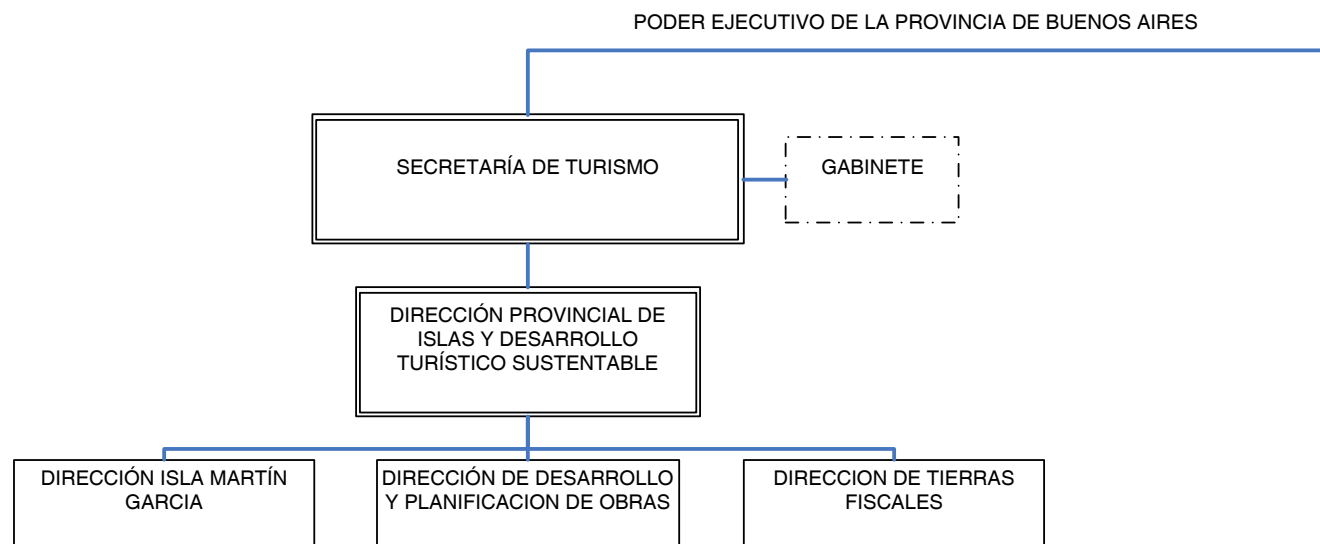 PODER EJECUTIVO DE LA PROVINCIA DE BUENOS AIRES
SECRETARÍA DE TURISMO
GABINETE
DIRECCIÓN PROVINCIAL DE
ISLAS Y DESARROLLO
TURÍSTICO SUSTENTABLE
DIRECCIÓN ISLA MARTÍN
GARCIA
DIRECCIÓN DE DESARROLLO
Y PLANIFICACION DE OBRAS
DIRECCION DE TIERRAS
FISCALES